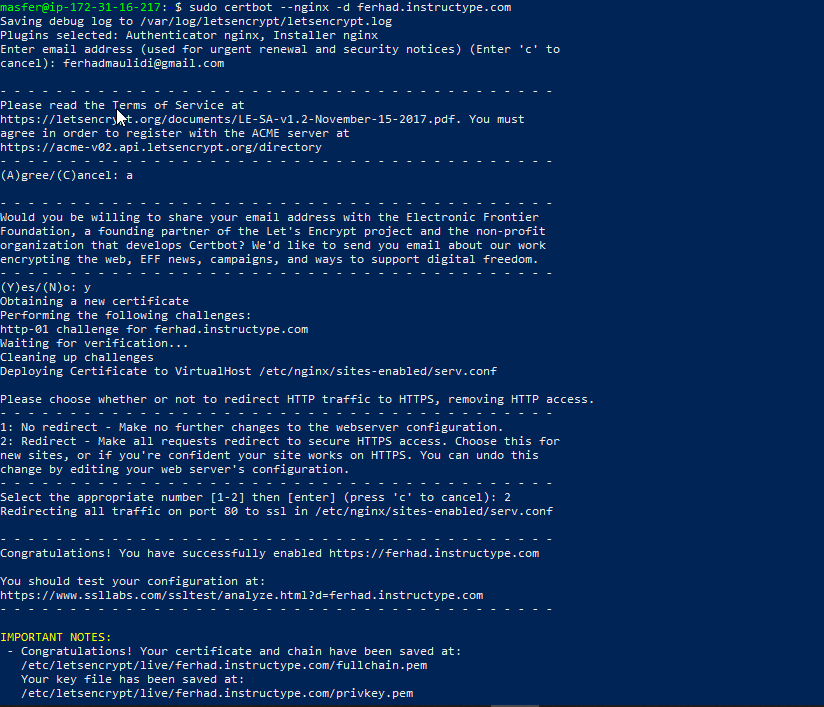 masfer@ip-172-31-16-217: $ sudo certbot --nginx -d ferhad.instructype.com
Saving debug log to /var/log/letsencrypt/letsencrypt.log
Plugins selected: Authenticator nginx, Installer nginx
Enter email address (used for urgent renewal and security notices) (Enter 'c' to
cancel): ferhadmaulidi@gmail.com

- - - - - - - - - - - - - - - - - - - - - - - - - - - - - - - - - - - - - - - -
Please read the Terms of Service at
https://letsencrypt.org/documents/LE-SA-v1.2-November-15-2017.pdf. You must
agree in order to register with the ACME server at
https://acme-v02.api.letsencrypt.org/directory
- - - - - - - - - - - - - - - - - - - - - - - - - - - - - - - - - - - - - - - -
(A)gree/(C)ancel: a

- - - - - - - - - - - - - - - - - - - - - - - - - - - - - - - - - - - - - - - -
Would you be willing to share your email address with the Electronic Frontier
Foundation, a founding partner of the Let's Encrypt project and the non-profit
organization that develops Certbot? We'd like to send you email about our work
encrypting the web, EFF news, campaigns, and ways to support digital freedom.
- - - - - - - - - - - - - - - - - - - - - - - - - - - - - - - - - - - - - - - -
(Y)es/(N)o: y
Obtaining a new certificate
Performing the following challenges:
http-01 challenge for ferhad.instructype.com
Waiting for verification...
Cleaning up challenges
Deploying Certificate to VirtualHost /etc/nginx/sites-enabled/serv.conf

Please choose whether or not to redirect HTTP traffic to HTTPS, removing HTTP access.
- - - - - - - - - - - - - - - - - - - - - - - - - - - - - - - - - - - - - - - -
1: No redirect - Make no further changes to the webserver configuration.
2: Redirect - Make all requests redirect to secure HTTPS access. Choose this for
new sites, or if you're confident your site works on HTTPS. You can undo this
change by editing your web server's configuration.
- - - - - - - - - - - - - - - - - - - - - - - - - - - - - - - - - - - - - - - -
Select the appropriate number [1-2] then [enter] (press 'c' to cancel): 2
Redirecting all traffic on port 80 to ssl in /etc/nginx/sites-enabled/serv.conf

- - - - - - - - - - - - - - - - - - - - - - - - - - - - - - - - - - - - - - - -
Congratulations! You have successfully enabled https://ferhad.instructype.com

You should test your configuration at:
https://www.ssllabs.com/ssltest/analyze.html?d=ferhad.instructype.com
- - - - - - - - - - - - - - - - - - - - - - - - - - - - - - - - - - - - - - - -

IMPORTANT NOTES:
- Congratulations! Your certificate and chain have been saved at:
/etc/letsencrypt/live/ferhad.instructype.com/fullchain.pem
Your key file has been saved at:
/etc/letsencrypt/live/ferhad.instructype.com/privkey.pem